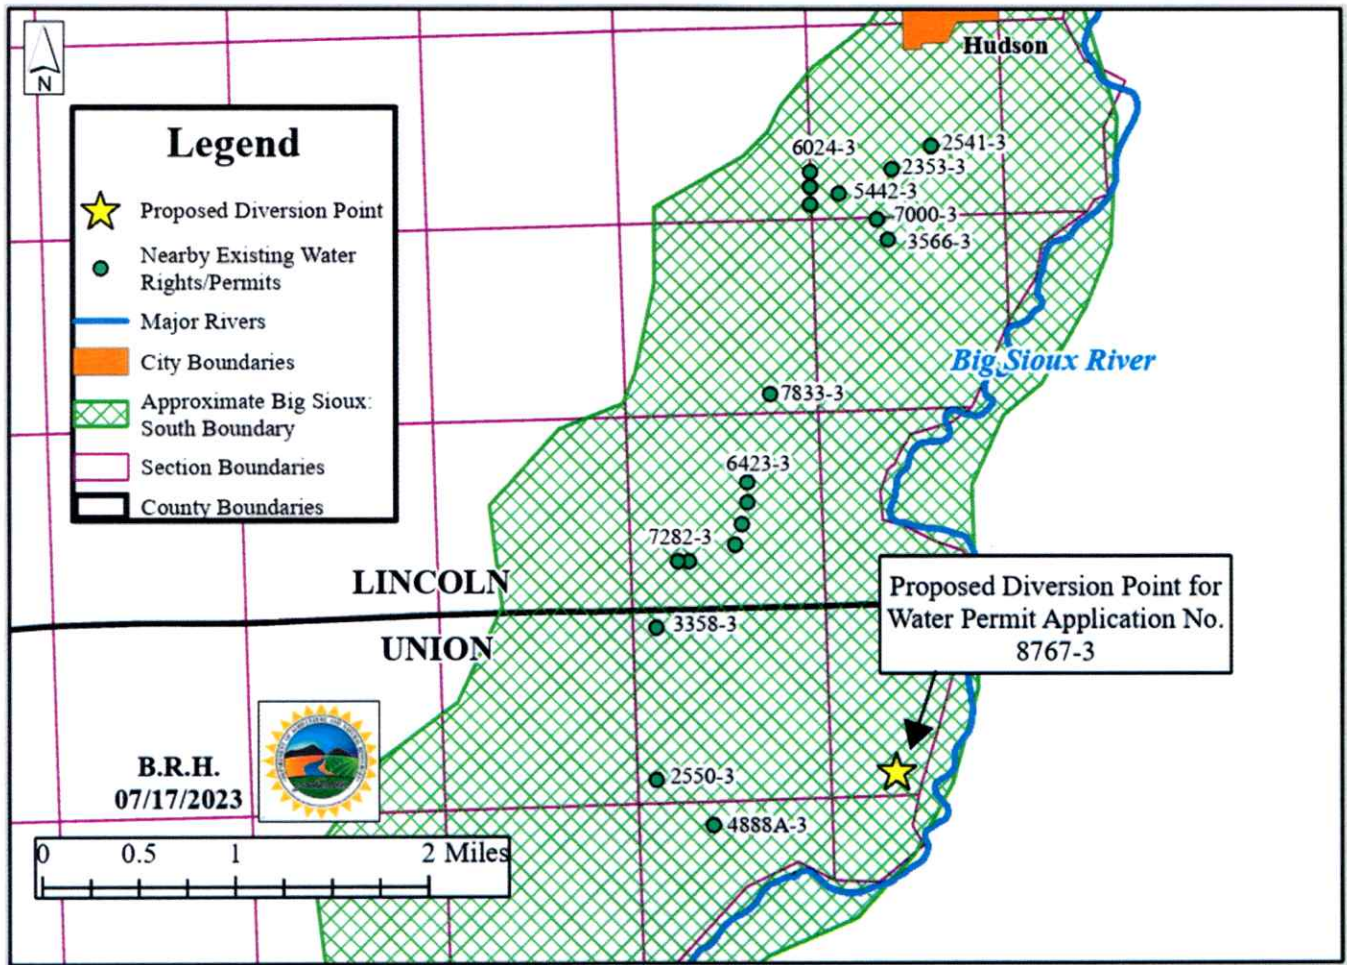 Hudson
N
Legend
Proposed Diversion Point
Nearby Existing Water
Rights/Permits
Major Rivers
City Boundaries
Approximate Big Sioux:
South Boundary
Section Boundaries
County Boundaries
6024-3
2541-3
2353-3
5442-3
7000-3
3566-3
Big Sioux River
7833-3
6423-3
7282-3
LINCOLN
UNION
3358-3
Proposed Diversion Point for
Water Permit Application No.
8767-3
2550-3
4888A-3
B.R.H.
07/17/2023
0 0.5 1 2 Miles